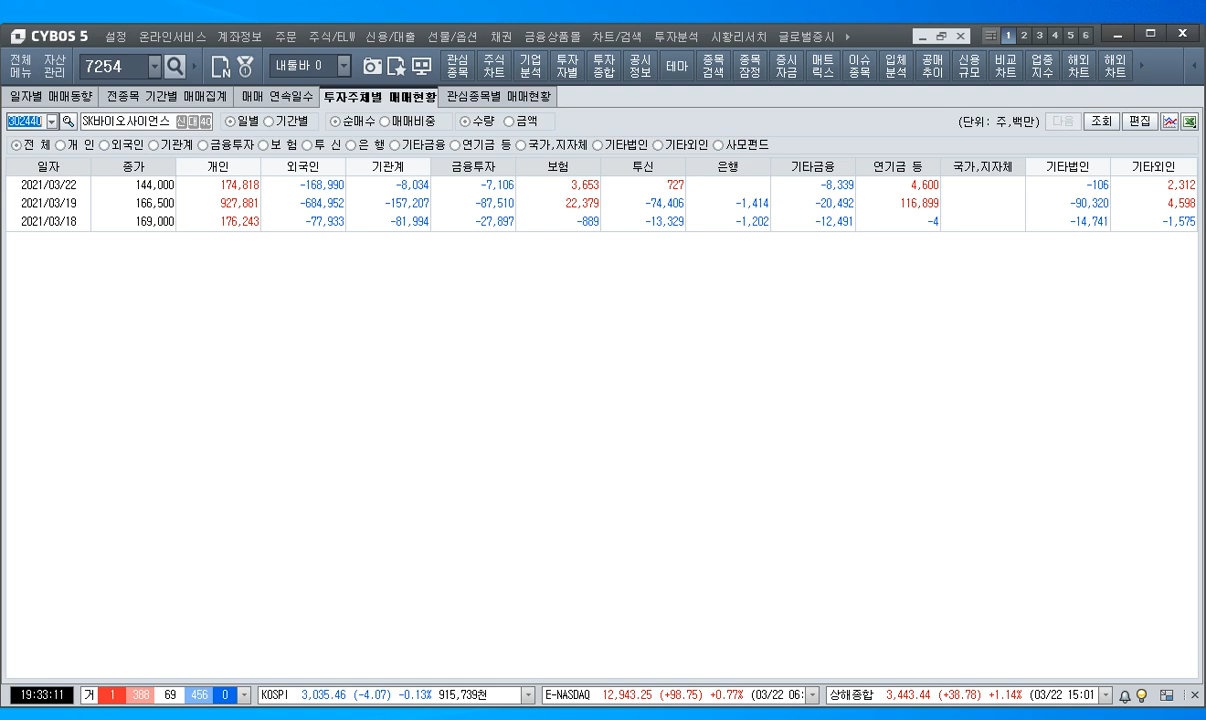 CYBOS 5 설정 온라인서비스 계좌정보 주문 주식/ELW 신용/대출 선물/옵션 채권 금융상품몰 차트/검색 투자분석 시황리서치 글로벌증시 1 2 3 4 5 6
전체 메뉴 자산 관리 7254 내툴바 0 관심 종목 주식 차트 기업 분석 투자 자별 투자 종합 공시 정보 테마 종목 검색 종목 잠정 증시 자금 매트 릭스 이슈 종목 입체 분석 공매 추이 신용 규모 비교 차트 업종 지수 해외 차트 해외 차트
일자별 매매동향 전종목 기간별 매매집계 매매 연속일수 투자주체별 매매현황 관심종목별 매매현황
302440 SK바이오사이언스 신 대 40 일별 기간별 순매수 매매비중 수량 금액 (단위: 주,백만) 다음 조회 편집
전 체 개 인 외국인 기관계 금융투자 보 험 투 신 은 행 기타금융 연기금 등 국가,지자체 기타법인 기타외인 사모펀드
일자 종가 개인 외국인 기관계 금융투자 보험 투신 은행 기타금융 연기금 등 국가,지자체 기타법인 기타외인
2021/03/22 144,000 174,818 -168,990 -8,034 -7,106 3,653 727 -8,339 4,600 -106 2,312
2021/03/19 166,500 927,881 -684,952 -157,207 -87,510 22,379 -74,406 -1,414 -20,492 116,899 -90,320 4,598
2021/03/18 169,000 176,243 -77,933 -81,994 -27,897 -889 -13,329 -1,202 -12,491 -4 -14,741 -1,575
19:33:11 거 1 388 69 456 0 KOSPI 3,035.46 (-4.07) -0.13% 915,739천 E-NASDAQ 12,943.25 (+98.75) +0.77% (03/22 06: 상해종합 3,443.44 (+38.78) +1.14% (03/22 15:01